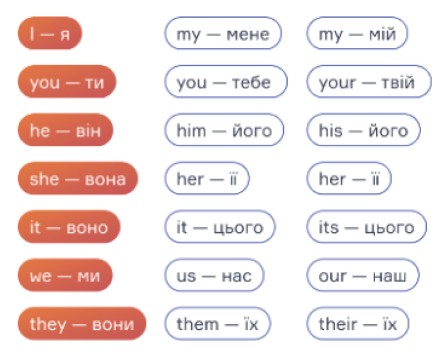 I — я my — мене my — мій
you — ти you — тебе your — твій
he — він him — його his — його
she — вона her — її her — її
it — воно it — цього its — цього
we — ми us — нас our — наш
they — вони them — їх their — їх